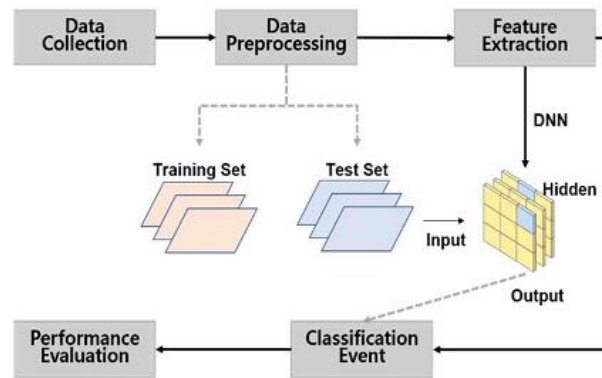 Data
Collection
Data
Preprocessing
Feature
Extraction
DNN
Training Set
Test Set
Hidden
Input
Output
Performance
Evaluation
Classification
Event